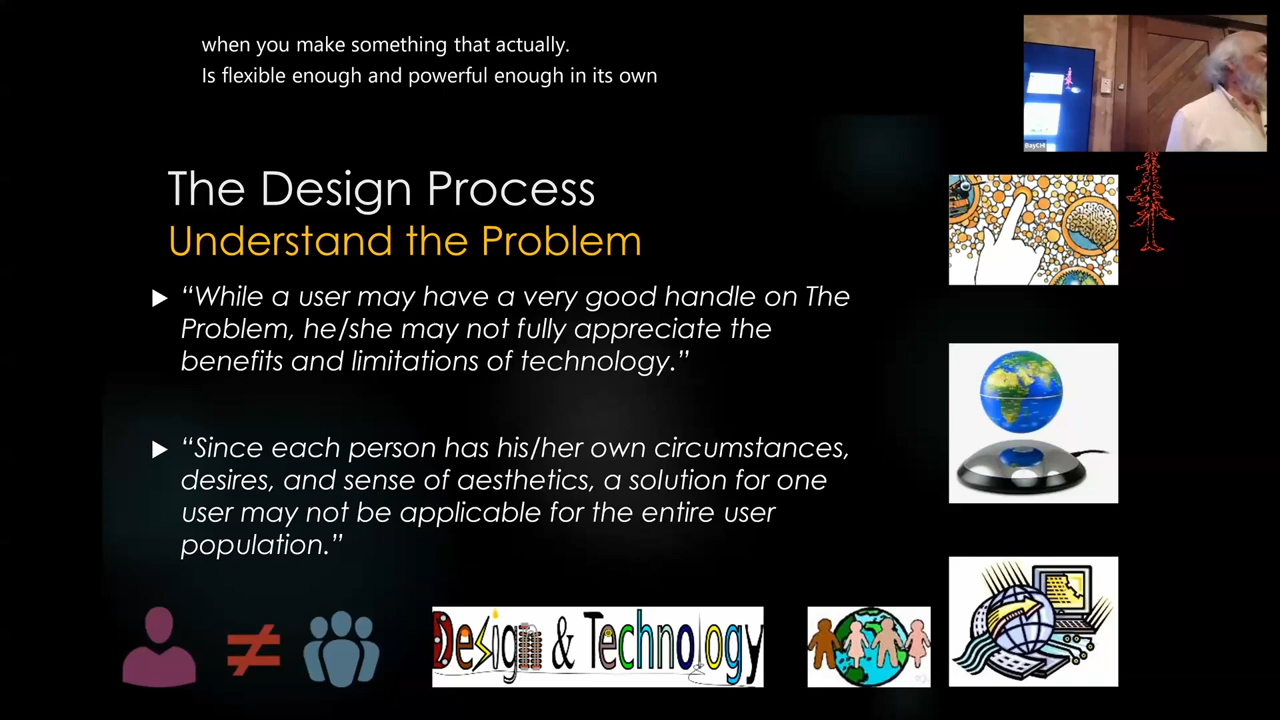 when you make something that actually.
Is flexible enough and powerful enough in its own
BayCHI
The Design Process
Understand the Problem
“While a user may have a very good handle on The
Problem, he/she may not fully appreciate the
benefits and limitations of technology.”
“Since each person has his/her own circumstances,
desires, and sense of aesthetics, a solution for one
user may not be applicable for the entire user
population.”
Design & Technology